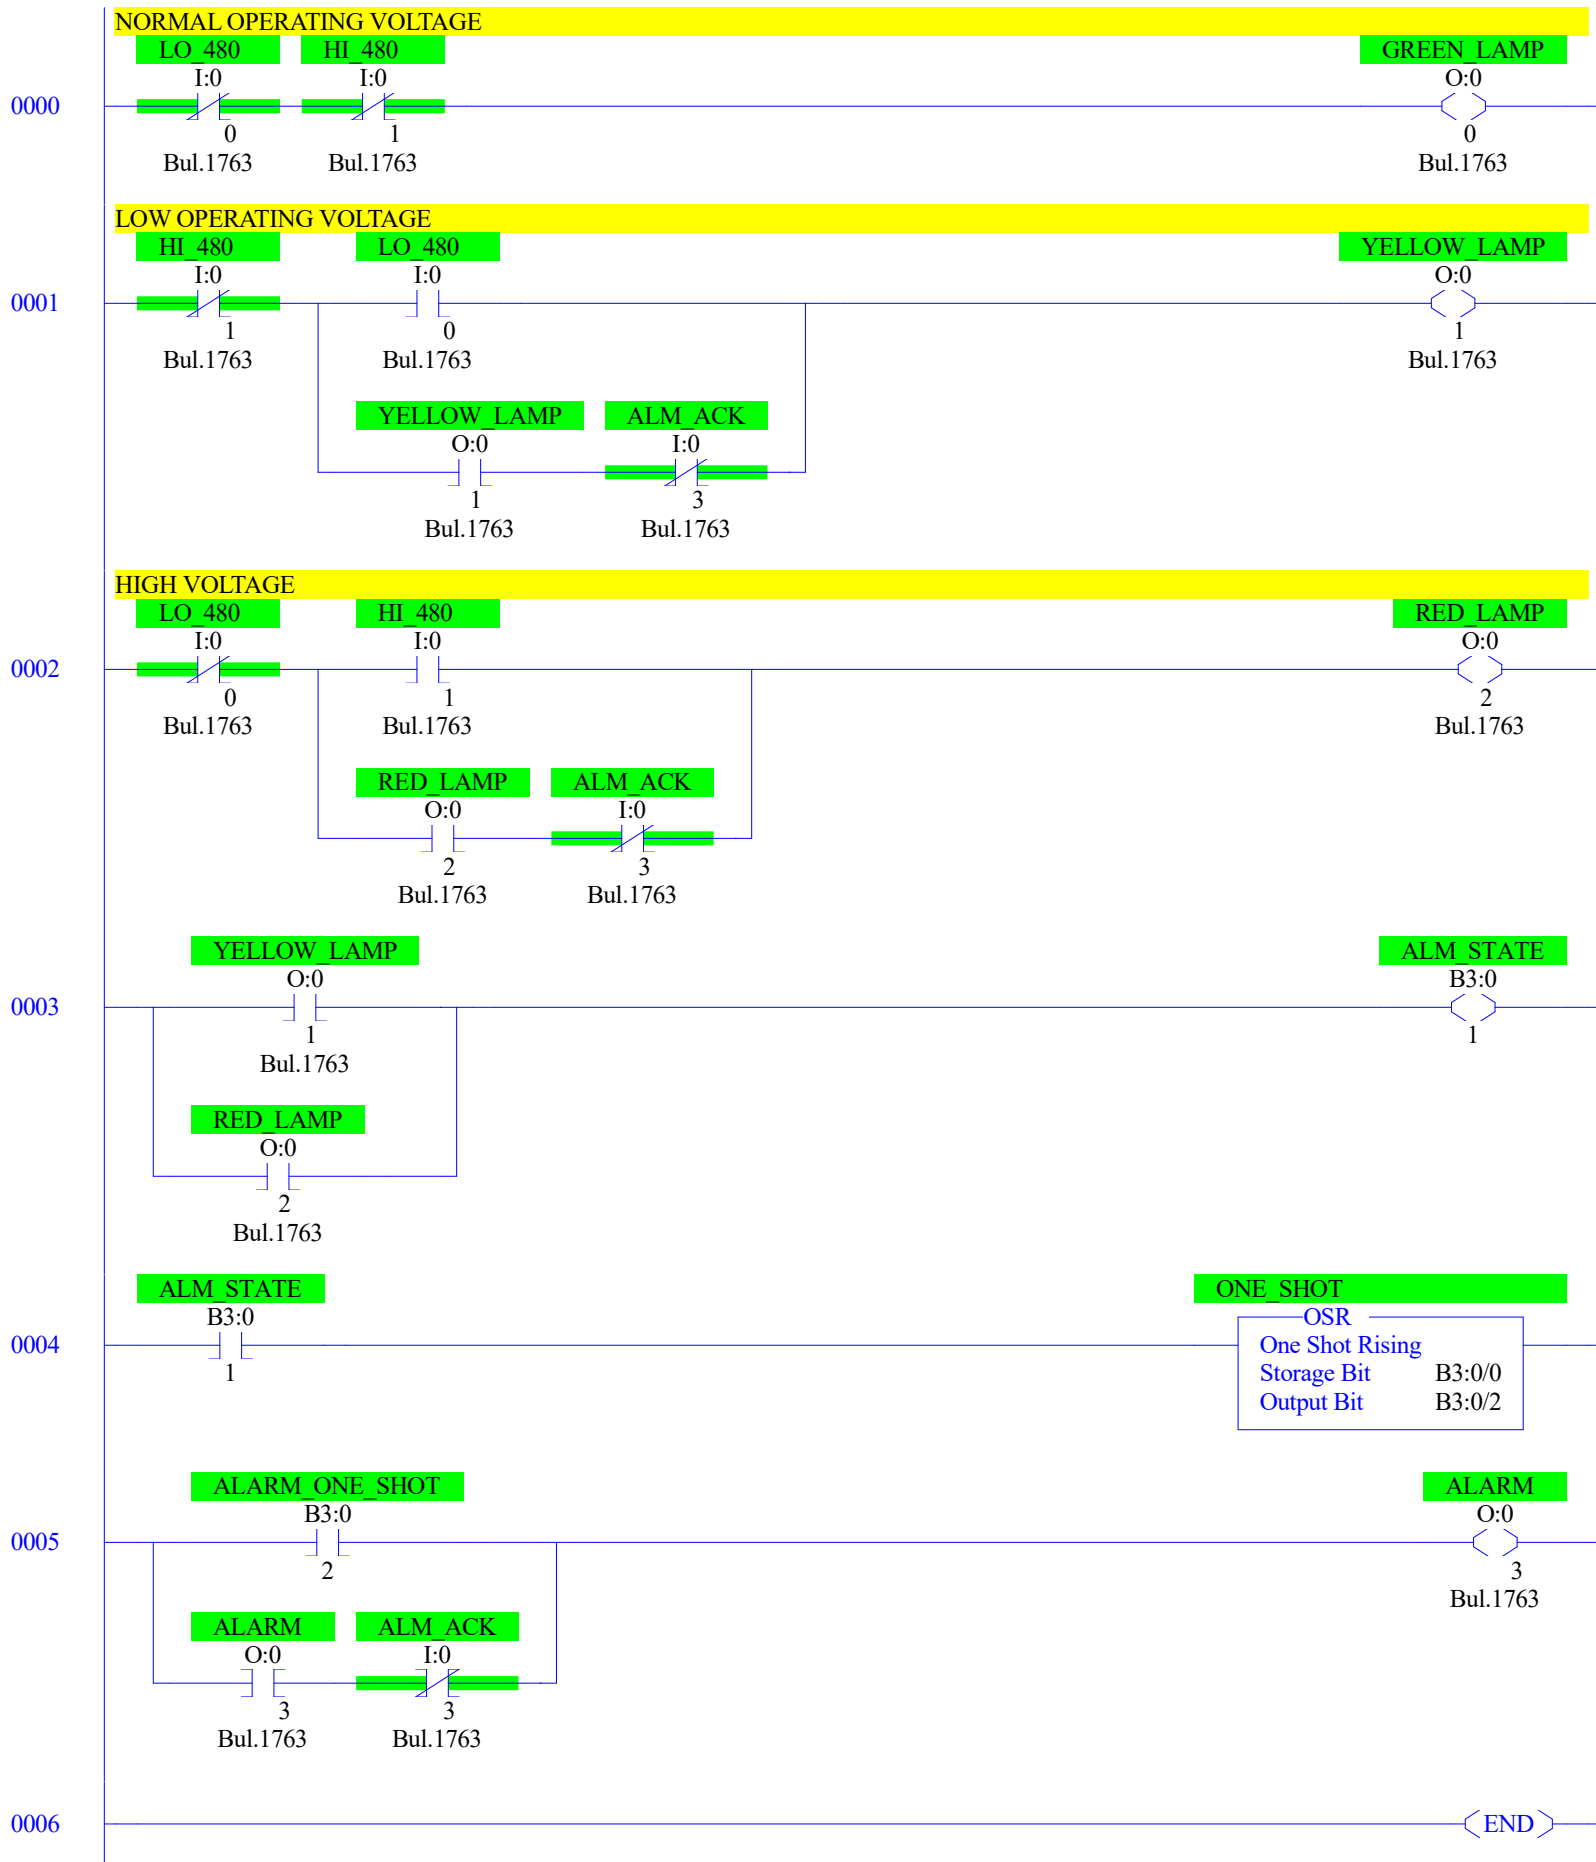 NORMAL OPERATING VOLTAGE
LO_480 HI_480 GREEN_LAMP
I:0 I:0 O:0
0000
0 1 0
Bul.1763 Bul.1763 Bul.1763
LOW OPERATING VOLTAGE
HI_480 LO_480 YELLOW_LAMP
I:0 I:0 O:0
0001
1 0 1
Bul.1763 Bul.1763 Bul.1763
YELLOW_LAMP ALM_ACK
O:0 I:0
1 3
Bul.1763 Bul.1763
HIGH VOLTAGE
LO_480 HI_480 RED_LAMP
I:0 I:0 O:0
0002
0 1 2
Bul.1763 Bul.1763 Bul.1763
RED_LAMP ALM_ACK
O:0 I:0
2 3
Bul.1763 Bul.1763
YELLOW_LAMP ALM_STATE
O:0 B3:0
0003
1 1
Bul.1763
RED_LAMP
O:0
2
Bul.1763
ALM_STATE ONE_SHOT
B3:0 OSR
0004 One Shot Rising
1 Storage Bit B3:0/0
Output Bit B3:0/2
ALARM_ONE_SHOT ALARM
B3:0 O:0
0005
2 3
Bul.1763
ALARM ALM_ACK
O:0 I:0
3 3
Bul.1763 Bul.1763
0006 END